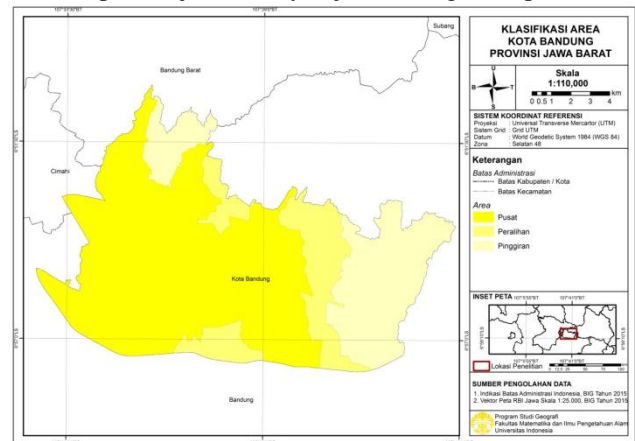 KLASIFIKASI AREA
KOTA BANDUNG
PROVINSI JAWA BARAT
U
B
T
S
Skala
1:110,000
km
0 0.5 1 2 3 4
SISTEM KOORDINAT REFERENSI
Proyeksi : Universal Transverse Mercartor (UTM)
Sistem Grid : Grid UTM
Datum : World Geodetic System 1984 (WGS 84)
Zona : Selatan 48
Keterangan
Batas Administrasi
Batas Kabupaten / Kota
Batas Kecamatan
Area
Pusat
Peralihan
Pinggiran
INSET PETA
Lokasi Penelitian
SUMBER PENGOLAHAN DATA
1. Indikasi Batas Administrasi Indonesia, BIG Tahun 2015
2. Vektor Peta RBI Jawa Skala 1:25.000, BIG Tahun 2015
Program Studi Geografi
Fakultas Matematika dan Ilmu Pengetahuan Alam
Universitas Indonesia
Subang
Bandung Barat
Cimahi
Kota Bandung
Bandung